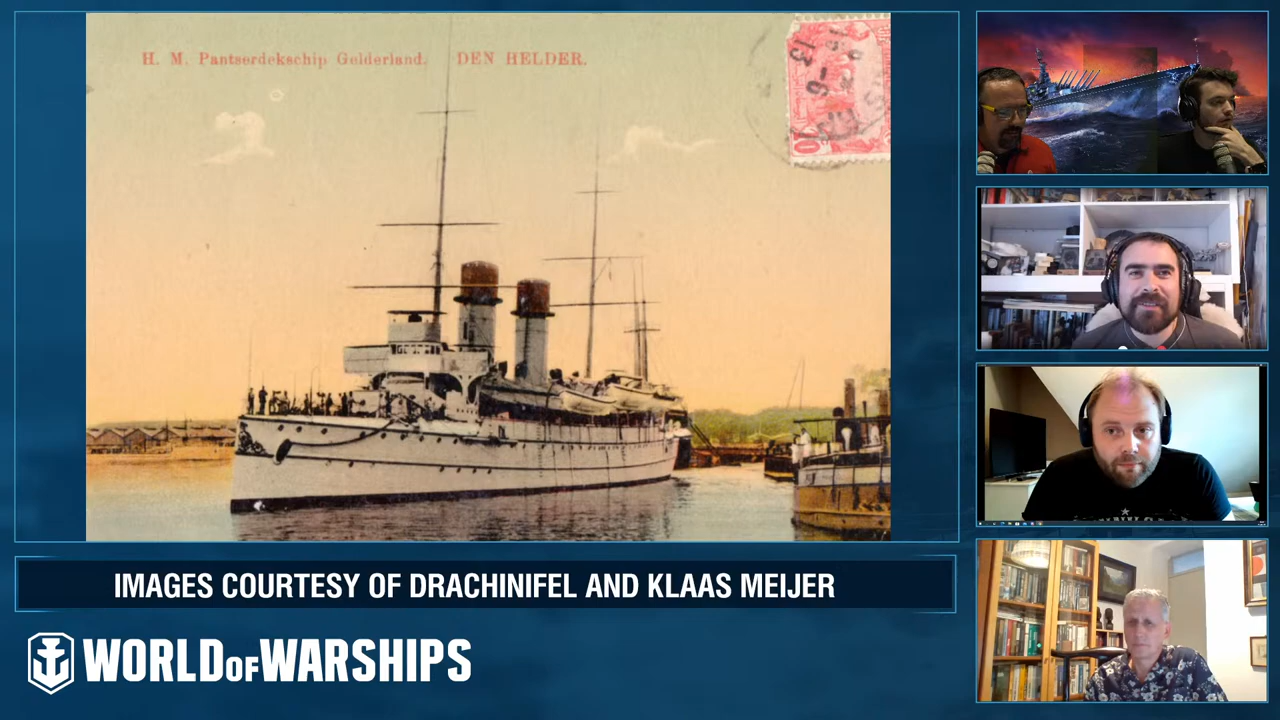 H. M. Pantserdekschip Gelderland. DEN HELDER.
IMAGES COURTESY OF DRACHINIFEL AND KLAAS MEIJER
WORLD OF WARSHIPS